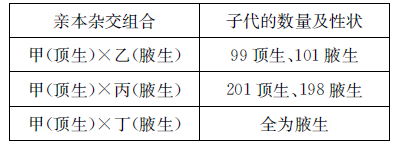 亲本杂交组合 子代的数量及性状
甲(顶生)×乙(腋生) 99 顶生、101 腋生
甲(顶生)×丙(腋生) 201 顶生、198 腋生
甲(顶生)×丁(腋生) 全为腋生